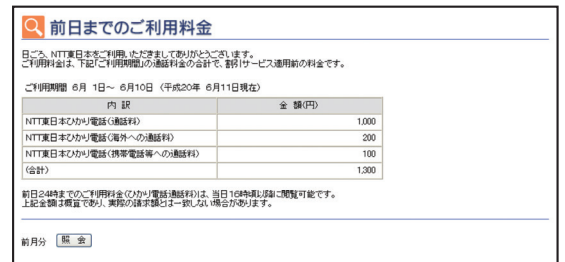 前日までのご利用料金
日ごろ、NTT東日本をご利用いただきましてありがとうございます。
ご利用料金は、下記「ご利用期間」の通話料金の合計で、割引サービス適用前の料金です。
ご利用期間 6月 1日～ 6月10日 (平成20年 6月11日現在)
内 訳 金 額(円)
NTT東日本ひかり電話(通話料) 1,000
NTT東日本ひかり電話(海外への通話料) 200
NTT東日本ひかり電話(携帯電話等への通話料) 100
(合計) 1,300
前日24時までのご利用料金(ひかり電話通話料)は、当日16時頃以降に閲覧可能です。
上記金額は概算であり、実際の請求額とは一致しない場合があります。
前月分 照 会